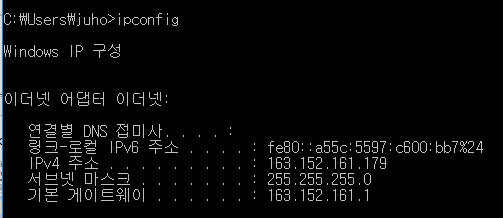 C:\Users\juho>ipconfig
Windows IP 구성
이더넷 어댑터 이더넷:
연결별 DNS 접미사. . . . :
링크-로컬 IPv6 주소 . . . . : fe80::a55c:5597:c600:bb7%24
IPv4 주소 . . . . . . . . . : 163.152.161.179
서브넷 마스크 . . . . . . . : 255.255.255.0
기본 게이트웨이 . . . . . . : 163.152.161.1